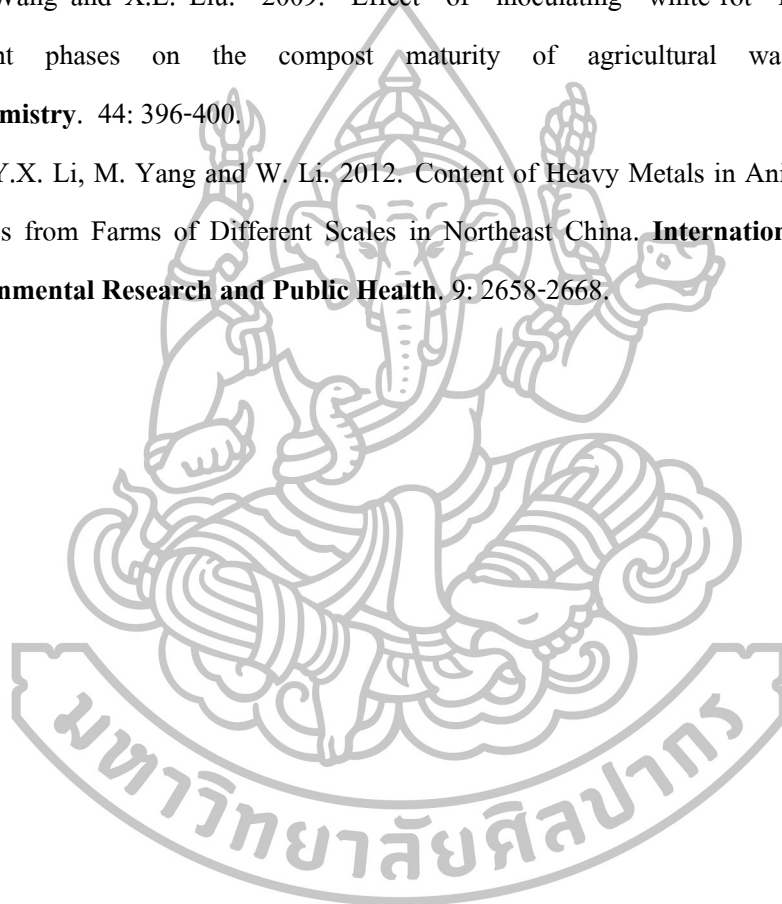 Wang and X.L. Liu. 2009. Effect of inoculating white-rot
nt phases on the compost maturity of agricultural wa
mistry. 44: 396-400.
Y.X. Li, M. Yang and W. Li. 2012. Content of Heavy Metals in Ani
s from Farms of Different Scales in Northeast China. Internation
nmental Research and Public Health. 9: 2658-2668.
มหาวิทยาลัยศิลปากร